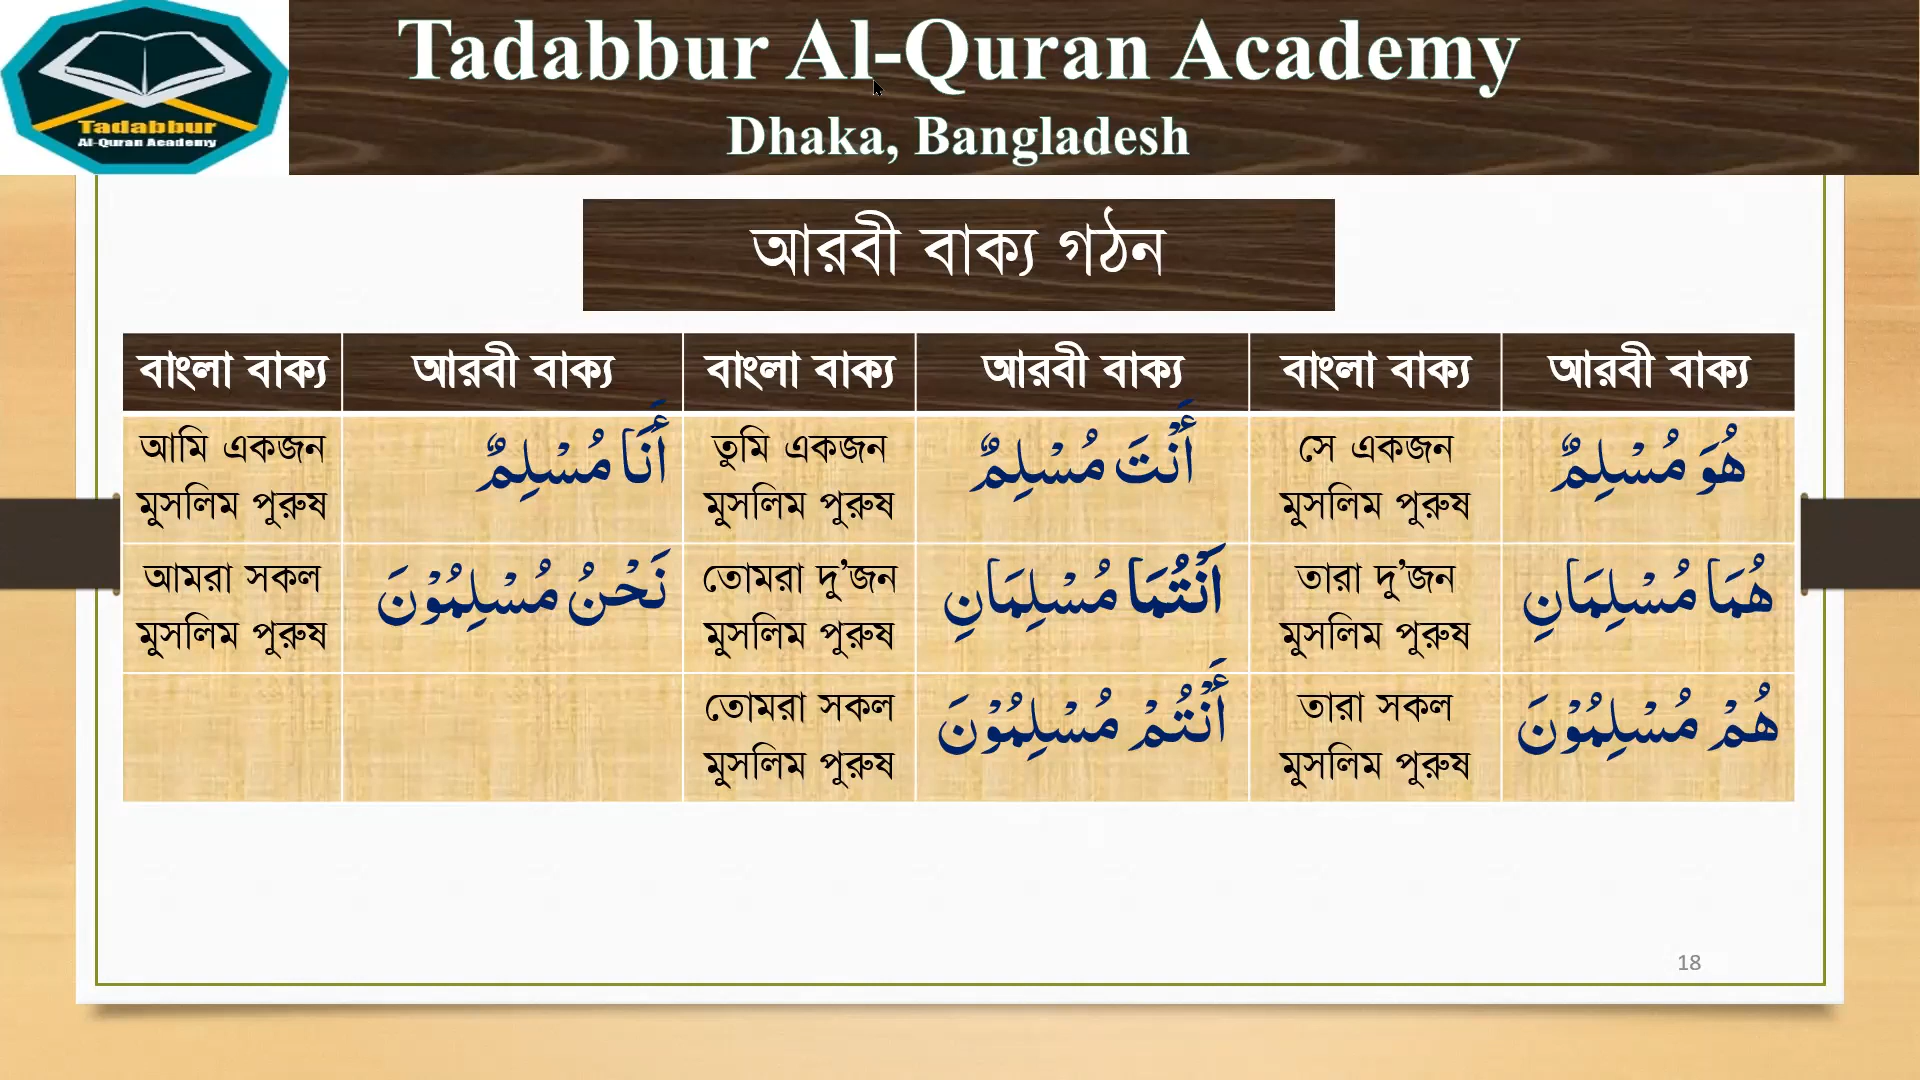 Tadabbur
Al-Quran Academy
Tadabbur Al-Quran Academy
Dhaka, Bangladesh
আরবী বাক্য গঠন
বাংলা বাক্য আরবী বাক্য বাংলা বাক্য আরবী বাক্য বাংলা বাক্য আরবী বাক্য
আমি একজন
মুসলিম পুরুষ
أَنَا مُسْلِمٌ
তুমি একজন
মুসলিম পুরুষ
أَنْتَ مُسْلِمٌ
সে একজন
মুসলিম পুরুষ
هُوَ مُسْلِمٌ
আমরা সকল
মুসলিম পুরুষ
نَحْنُ مُسْلِمُوْنَ
তোমরা দু’জন
মুসলিম পুরুষ
اَنْتُمَا مُسْلِمَانِ
তারা দু’জন
মুসলিম পুরুষ
هُمَا مُسْلِمَانِ
তোমরা সকল
মুসলিম পুরুষ
أَنْتُمْ مُسْلِمُوْنَ
তারা সকল
মুসলিম পুরুষ
هُمْ مُسْلِمُوْنَ
18